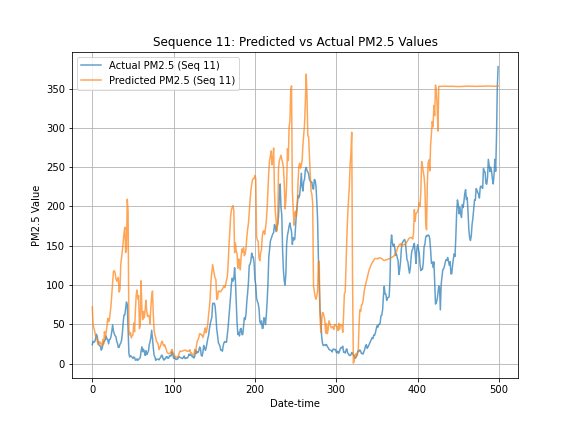 Sequence 11: Predicted vs Actual PM2.5 Values
Actual PM2.5 (Seq 11)
Predicted PM2.5 (Seq 11)
PM2.5 Value
350
300
250
200
150
100
50
0
0 100 200 300 400 500
Date-time